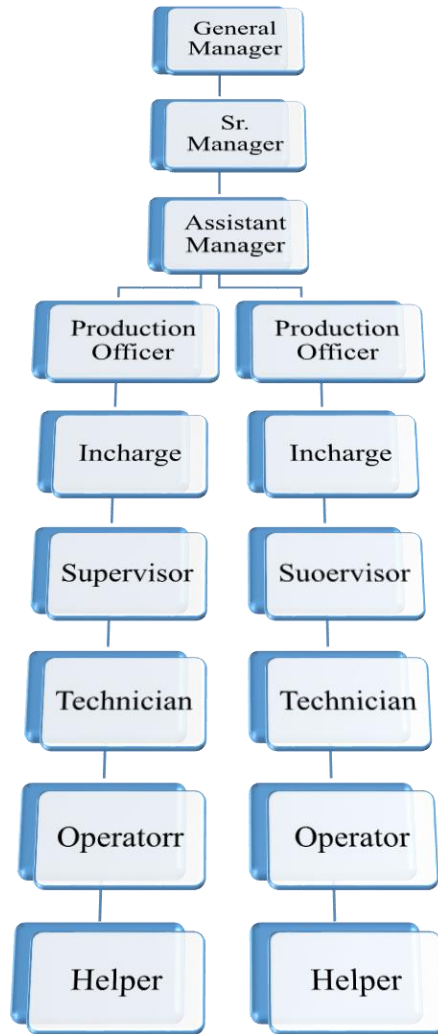 General
Manager
Sr.
Manager
Assistant
Manager
Production
Officer
Production
Officer
Incharge
Incharge
Supervisor
Suoervisor
Technician
Technician
Operatorr
Operator
Helper
Helper